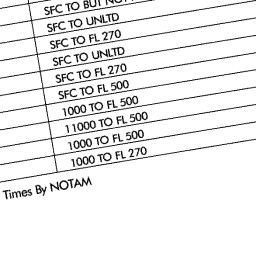 SFC TO BUT NOT
SFC TO UNLTD
SFC TO FL 270
SFC TO UNLTD
SFC TO FL 270
SFC TO FL 500
1000 TO FL 500
11000 TO FL 500
1000 TO FL 500
1000 TO FL 270
Times By NOTAM